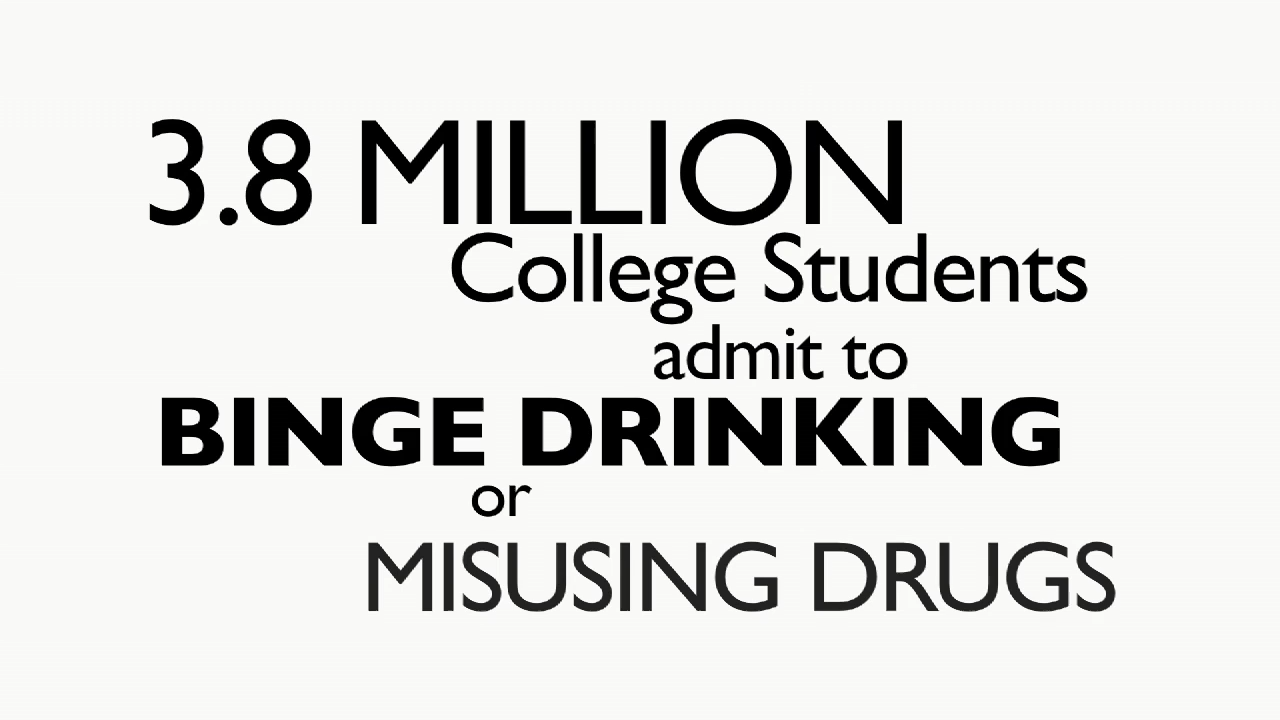 3.8 MILLION
College Students
admit to
BINGE DRINKING
or
MISUSING DRUGS